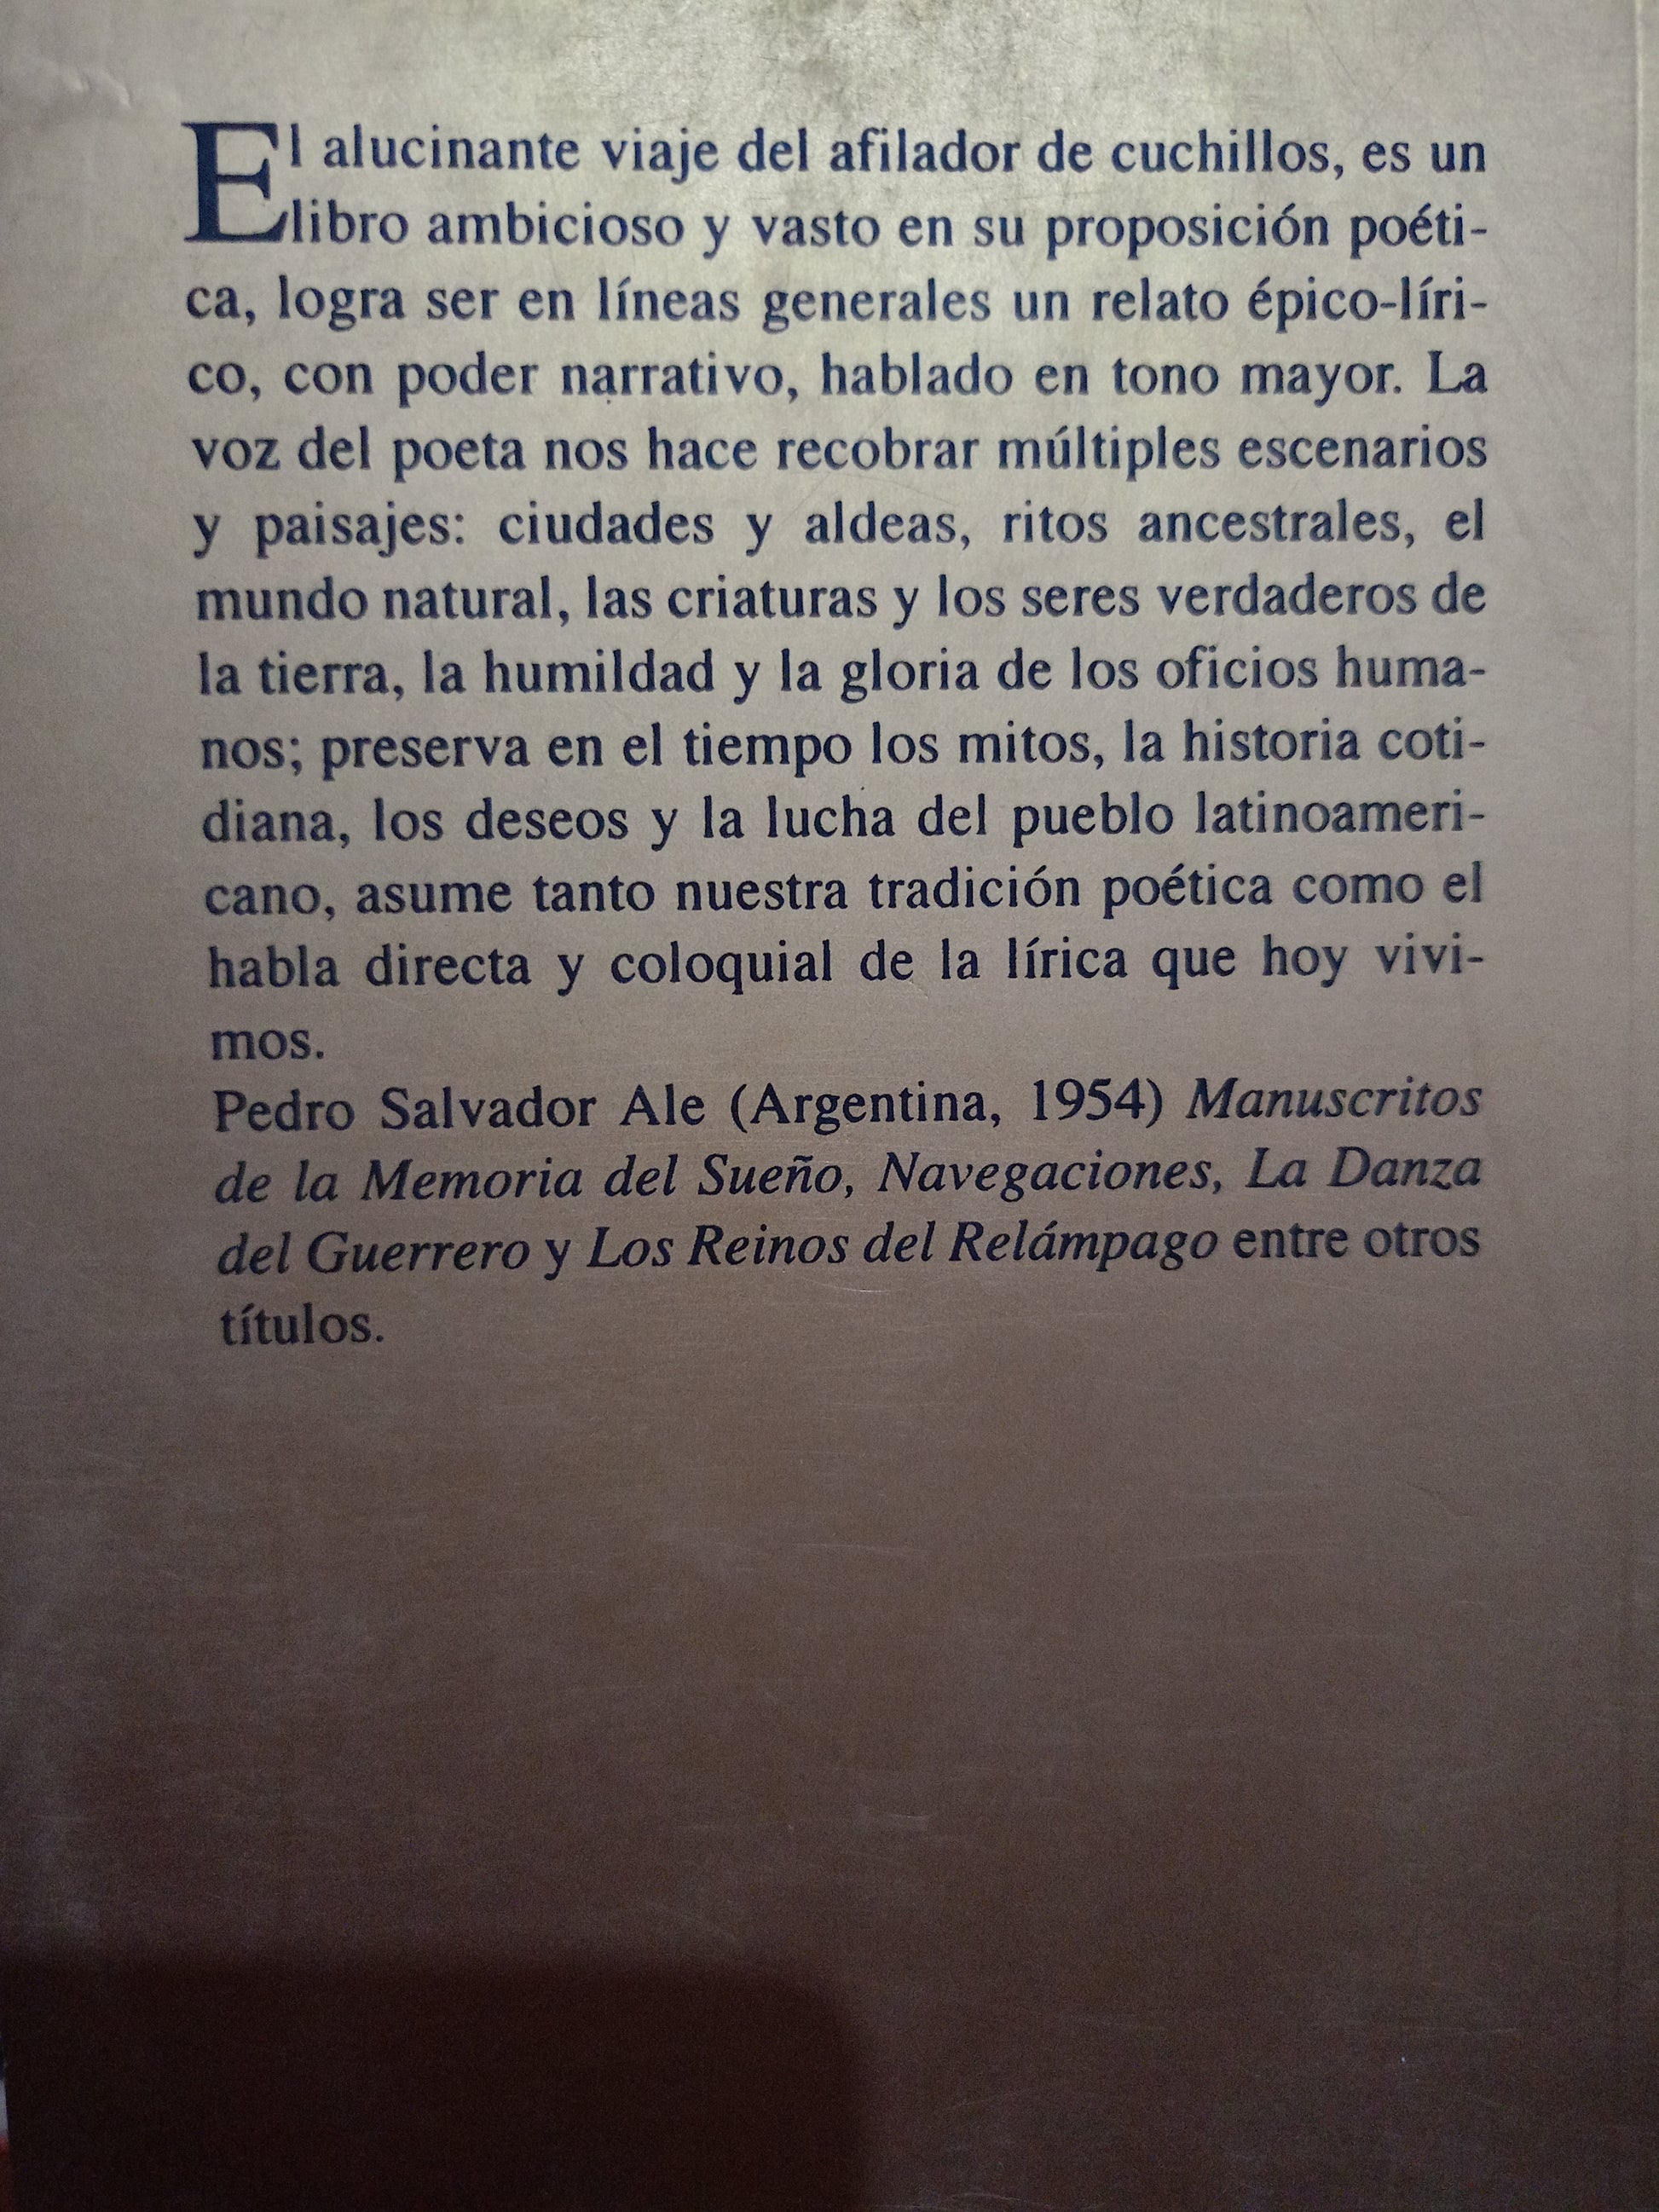 El alucinante viaje del afilador de cuchillos, es un
libro ambicioso y vasto en su proposición poéti-
ca, logra ser en líneas generales un relato épico-líri-
co, con poder narrativo, hablado en tono mayor. La
voz del poeta nos hace recobrar múltiples escenarios
y paisajes: ciudades y aldeas, ritos ancestrales, el
mundo natural, las criaturas y los seres verdaderos de
la tierra, la humildad y la gloria de los oficios huma-
nos; preserva en el tiempo los mitos, la historia coti-
diana, los deseos y la lucha del pueblo latinoameri-
cano, asume tanto nuestra tradición poética como el
habla directa y coloquial de la lírica que hoy vivi-
mos.
Pedro Salvador Ale (Argentina, 1954) Manuscritos
de la Memoria del Sueño, Navegaciones, La Danza
del Guerrero y Los Reinos del Relámpago entre otros
títulos.